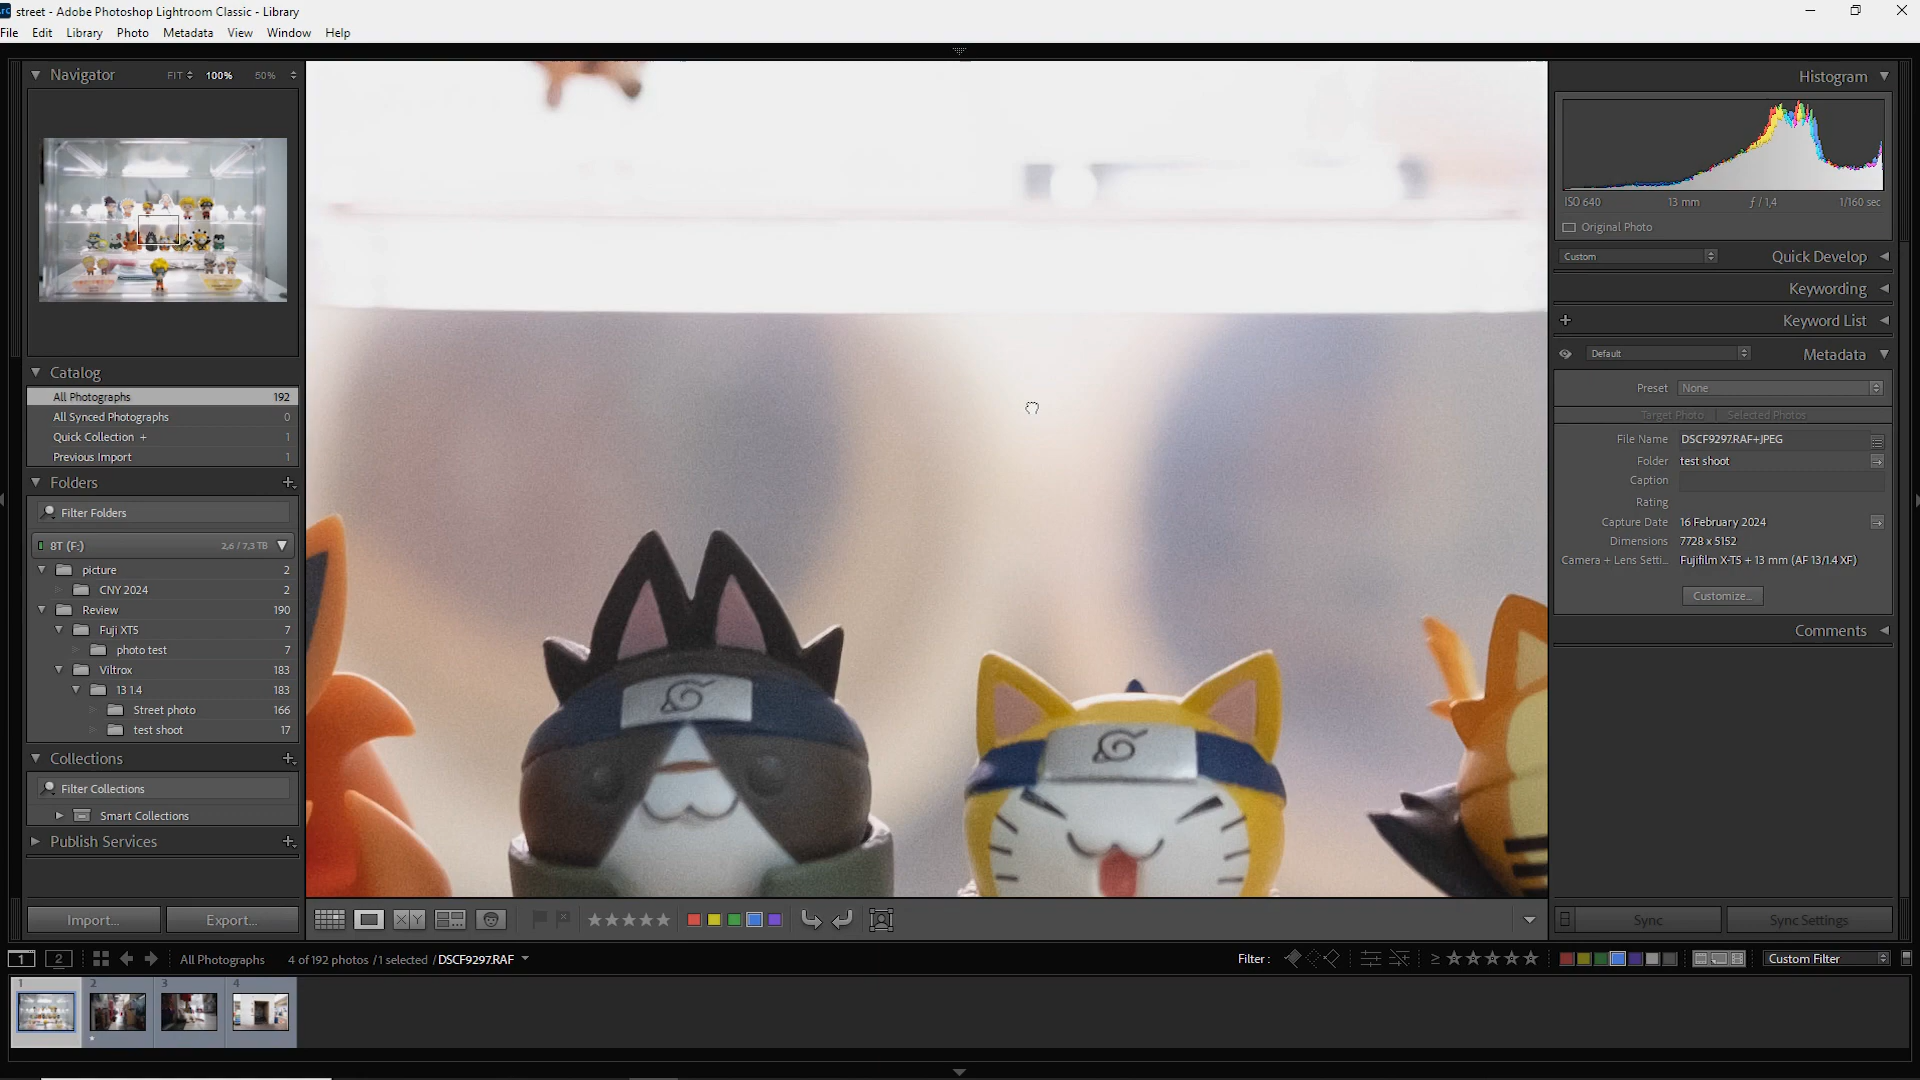 street - Adobe Photoshop Lightroom Classic - Library
File Edit Library Photo Metadata View Window Help
Navigator FIT 100% 50%
Histogram
ISO 640 13 mm ƒ / 1,4 1/160 sec
Original Photo
Custom Quick Develop
Keywording
Keyword List
Default Metadata
Preset None
Target Photo Selected Photos
File Name DSCF9297.RAF+JPEG
Folder test shoot
Caption
Rating
Capture Date 16 February 2024
Dimensions 7728 x 5152
Camera + Lens Setti... Fujifilm X-T5 + 13 mm (AF 13/1.4 XF)
Customize...
Comments
Catalog
All Photographs 192
All Synced Photographs 0
Quick Collection + 1
Previous Import 1
Folders
Filter Folders
8T (F:) 2,6 / 7,3 TB
picture 2
CNY 2024 2
Review 190
Fuji XT5 7
photo test 7
Viltrox 183
13 1.4 183
Street photo 166
test shoot 17
Collections
Filter Collections
Smart Collections
Publish Services
Import... Export...
X Y
Sync Sync Settings
1 2 All Photographs 4 of 192 photos / 1 selected / DSCF9297.RAF Filter : Custom Filter
1 2 3 4